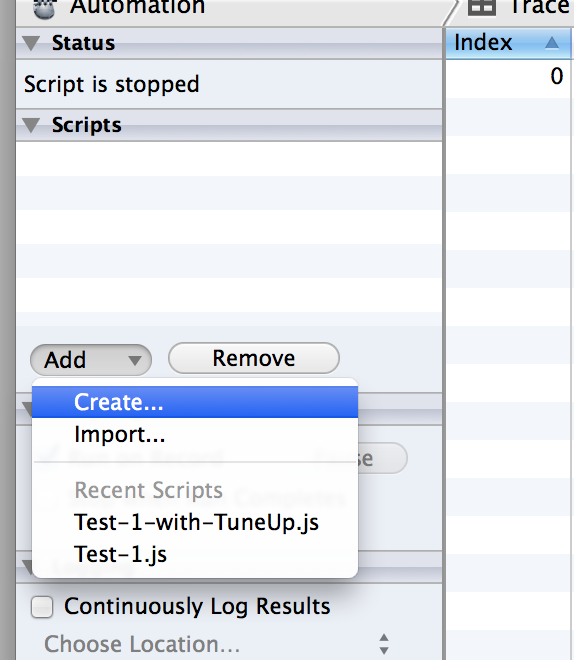 Automation
Trace
Status
Index
Script is stopped
0
Scripts
Add
Remove
Create...
Import...
Recent Scripts
Test-1-with-TuneUp.js
Test-1.js
Continuously Log Results
Choose Location...